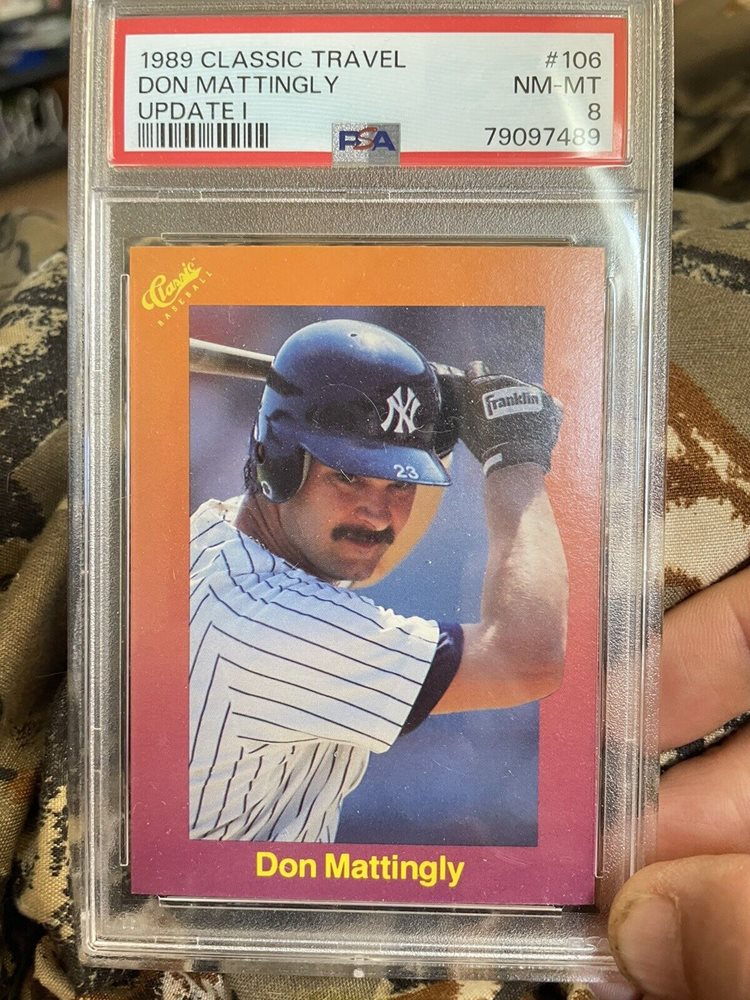 1989 CLASSIC TRAVEL #106
DON MATTINGLY NM-MT
UPDATE I 8
PSA 79097489
Classic
BASEBALL
NY
Franklin
23
Don Mattingly